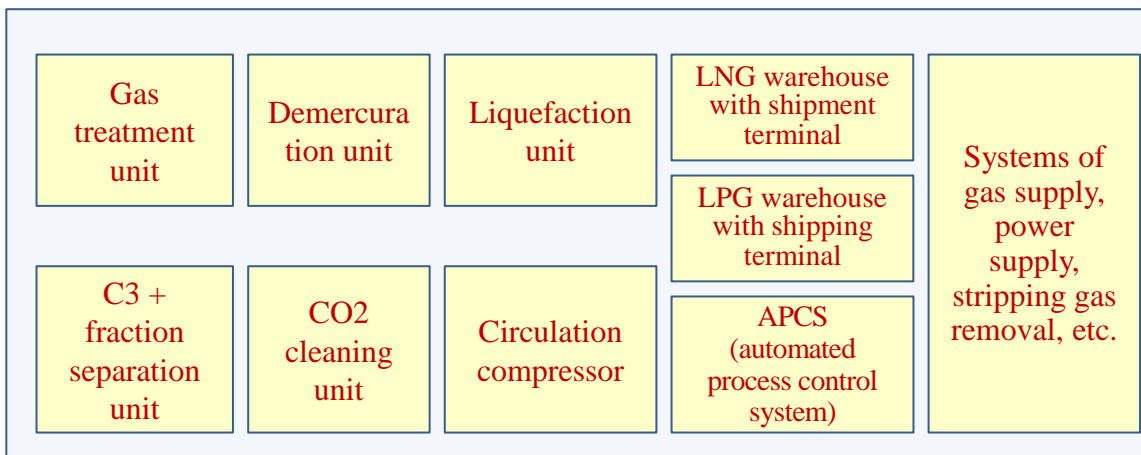 Gas
treatment
unit
Demercura
tion unit
Liquefaction
unit
LNG warehouse
with shipment
terminal
LPG warehouse
with shipping
terminal
Systems of
gas supply,
power
supply,
stripping gas
removal, etc.
C3 +
fraction
separation
unit
CO2
cleaning
unit
Circulation
compressor
APCS
(automated
process control
system)